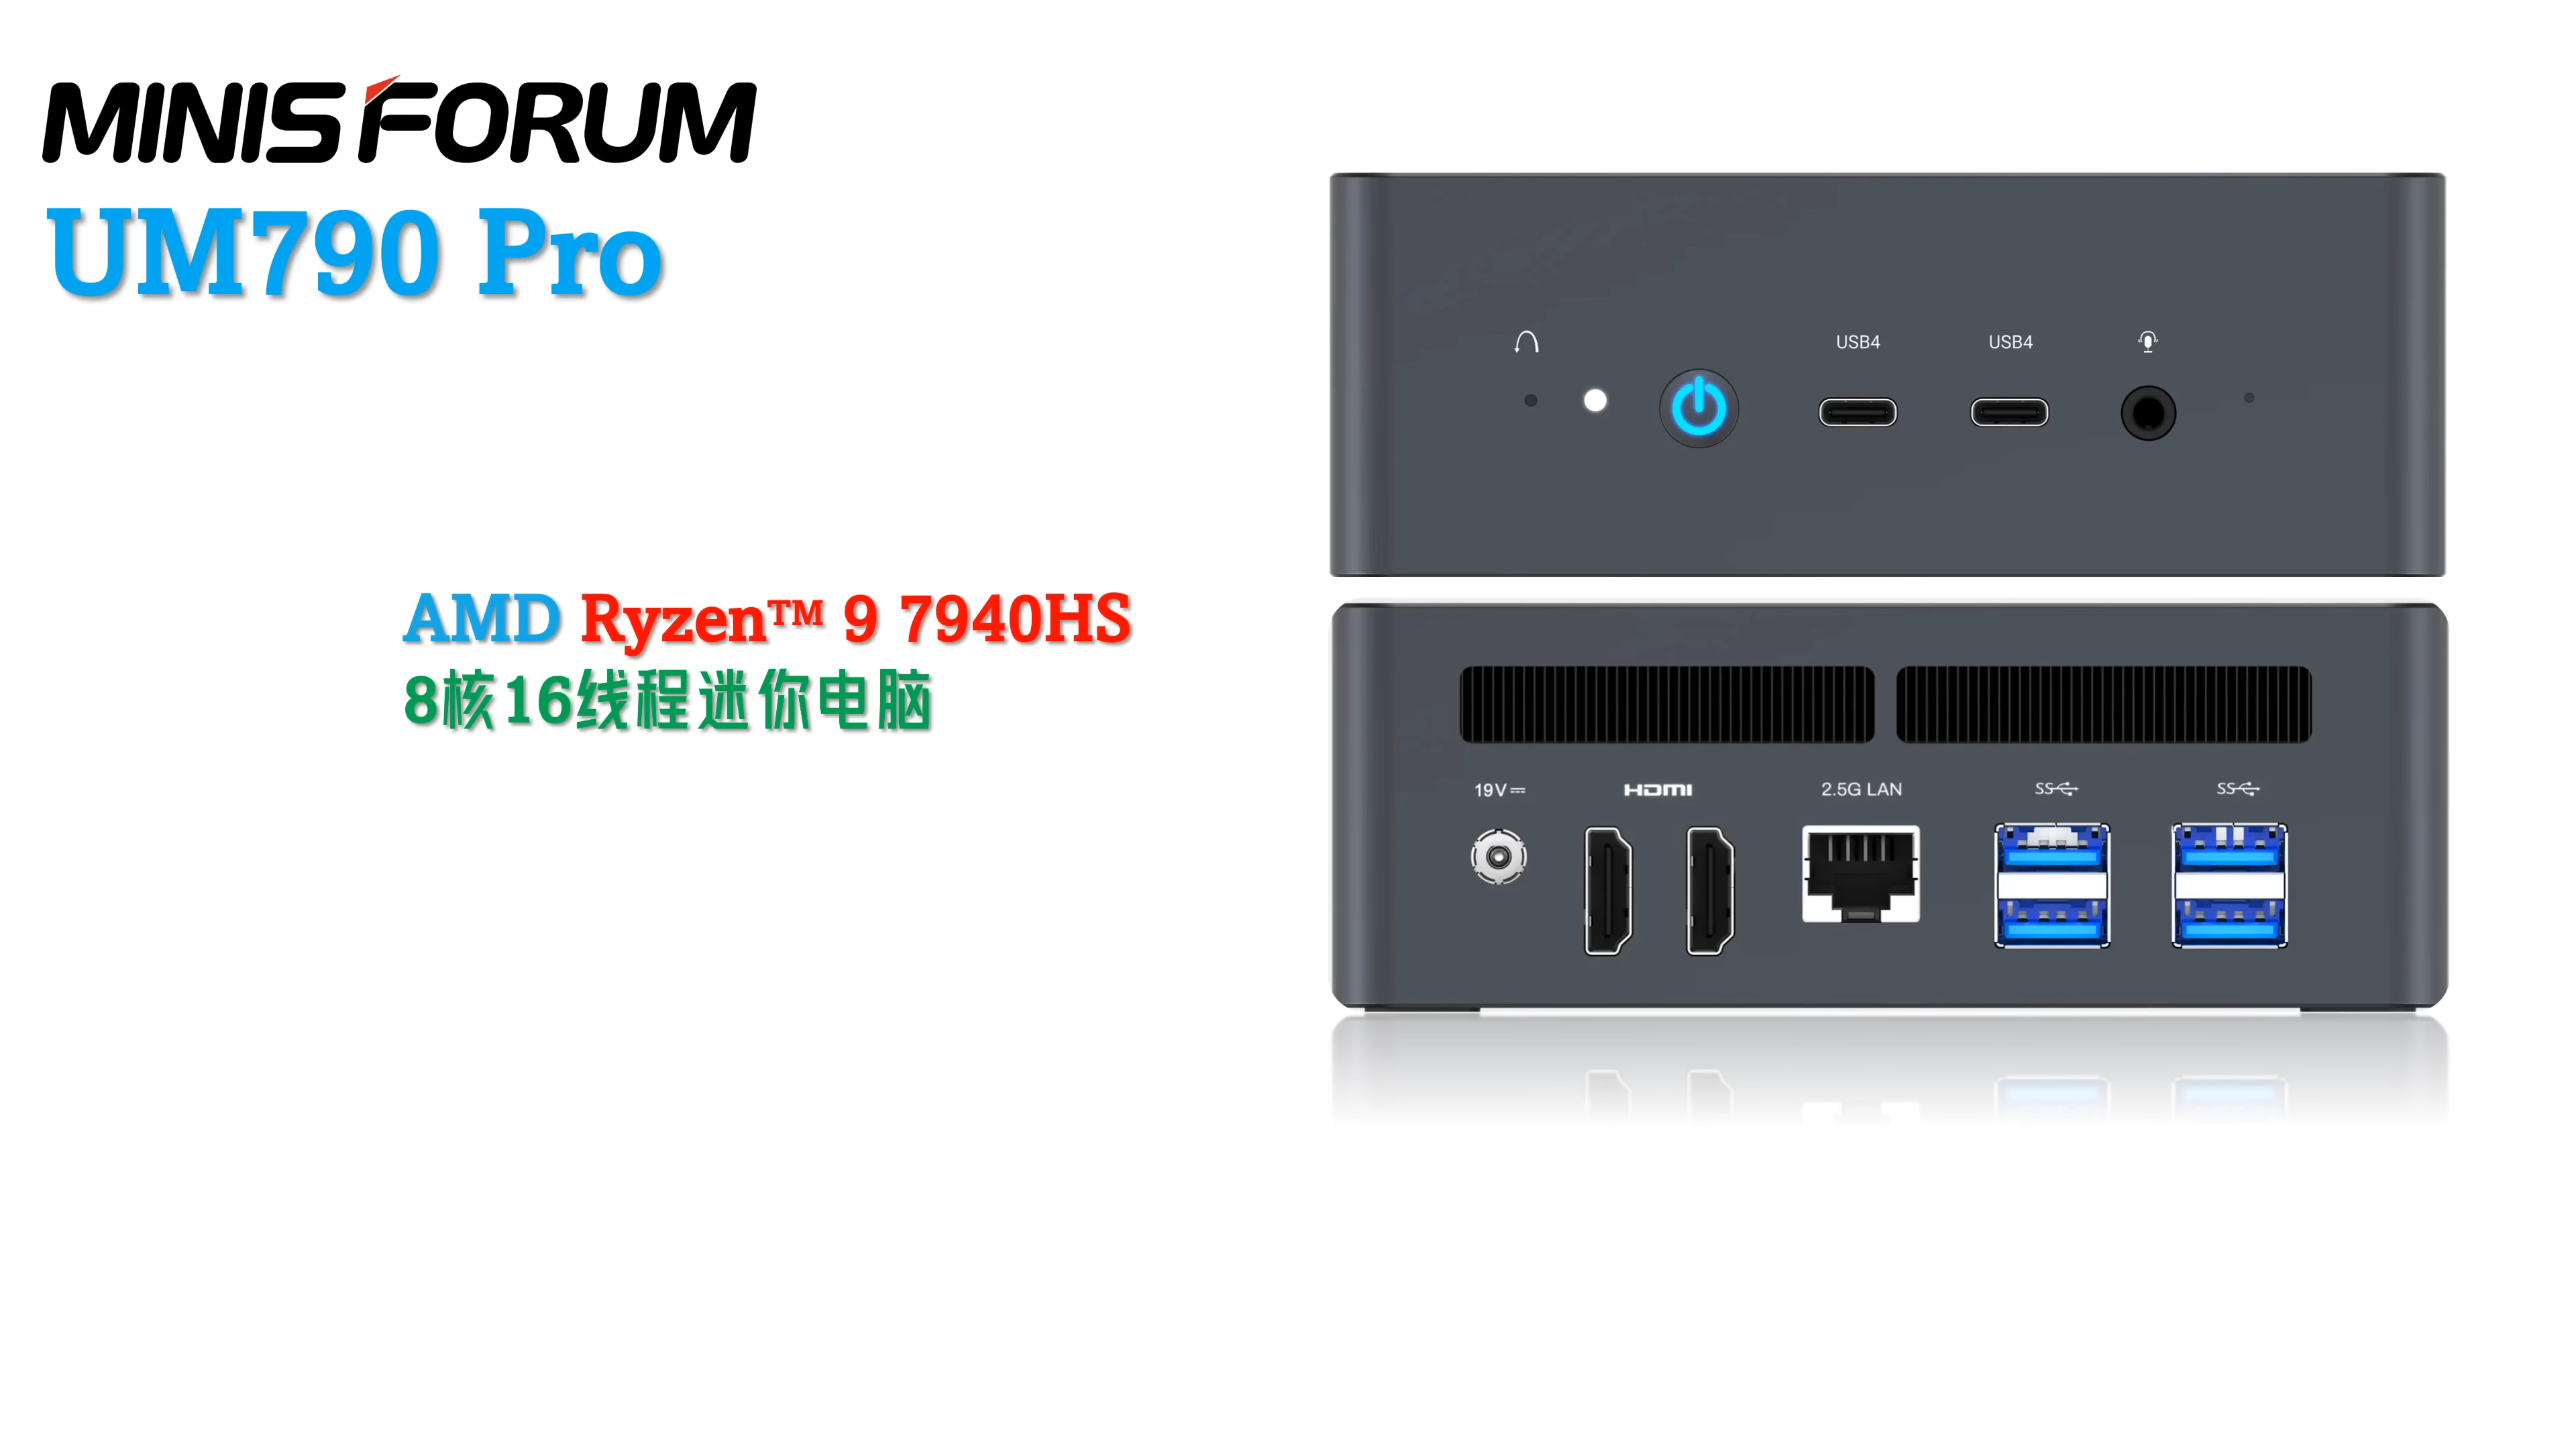 MINISFORUM
UM790 Pro
USB4 USB4
AMD Ryzen™ 9 7940HS
8核16线程迷你电脑
19V HDMI 2.5G LAN SS SS